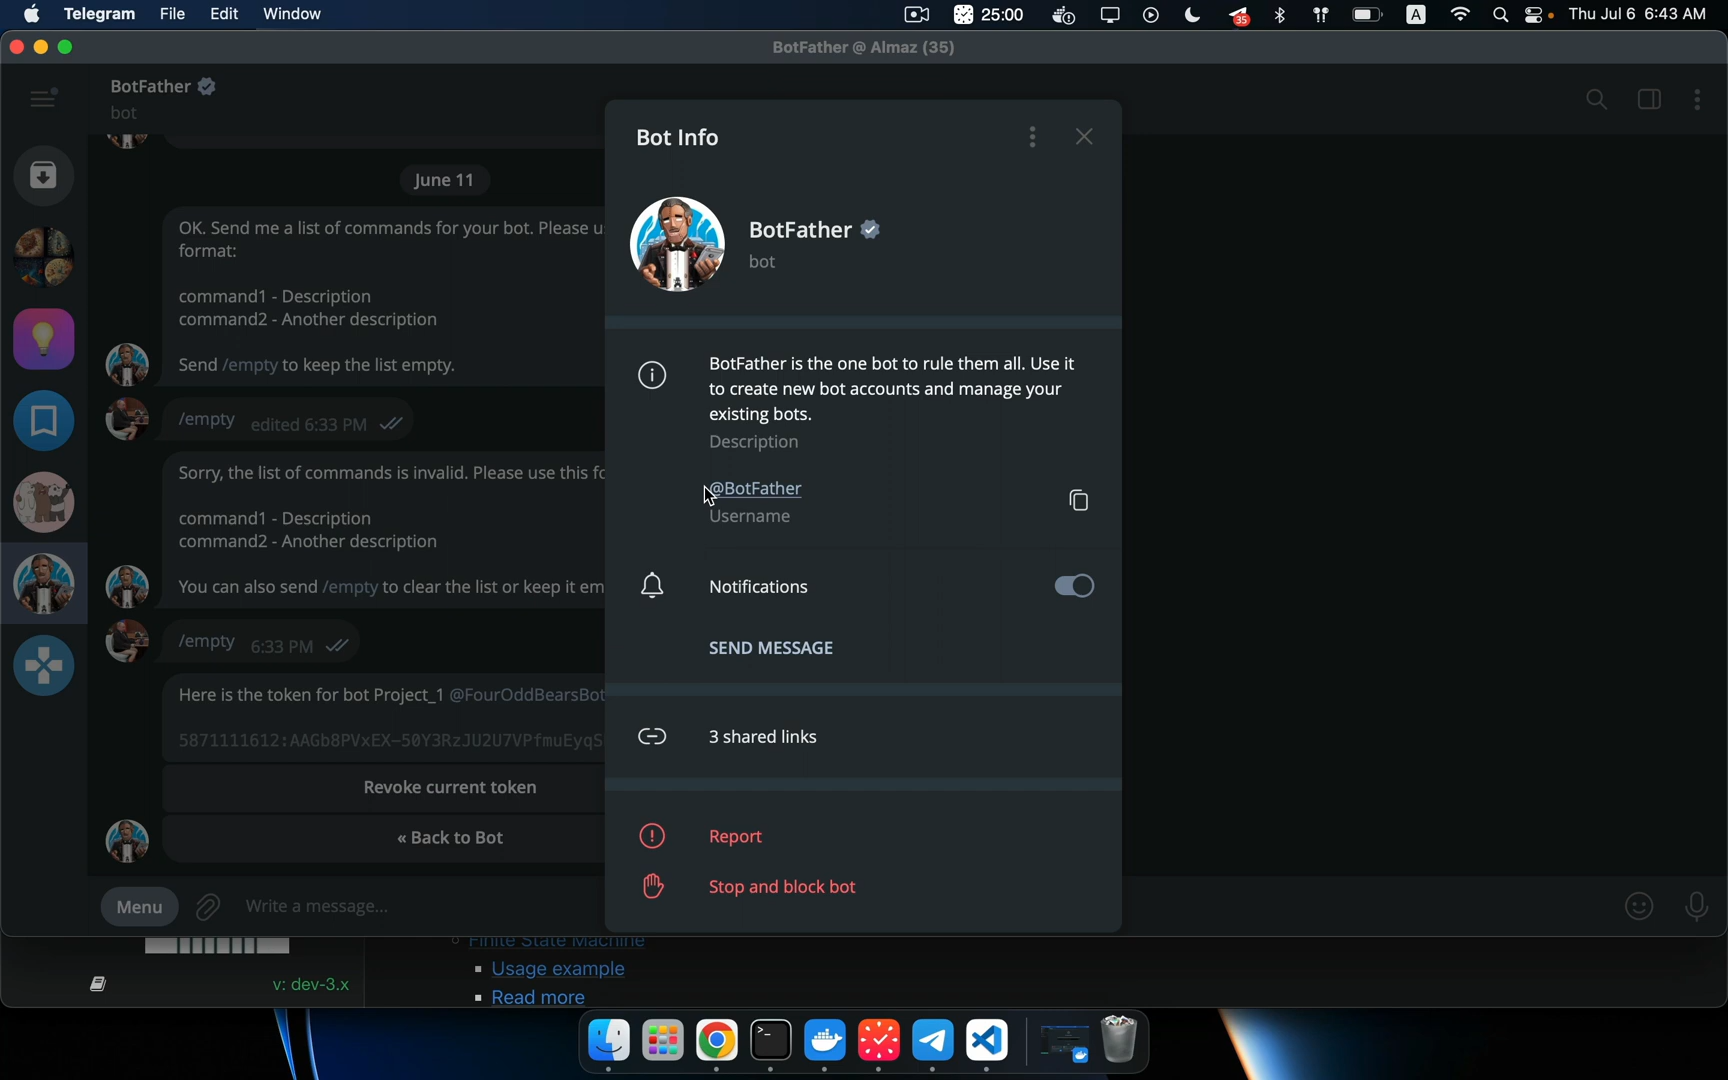 Telegram File Edit Window
25:00
35
A
Thu Jul 6 6:43 AM
BotFather @ Almaz (35)
BotFather
bot
June 11
OK. Send me a list of commands for your bot. Please u
format:
command1 - Description
command2 - Another description
Send /empty to keep the list empty.
/empty edited 6:33 PM
Sorry, the list of commands is invalid. Please use this fo
command1 - Description
command2 - Another description
You can also send /empty to clear the list or keep it em
/empty 6:33 PM
Here is the token for bot Project_1 @FourOddBearsBot
5871111612:AAGb8PVxEX-50Y3RzJU2U7VPfmuEyqS
Revoke current token
« Back to Bot
Menu
Write a message...
Bot Info
BotFather
bot
BotFather is the one bot to rule them all. Use it
to create new bot accounts and manage your
existing bots.
Description
@BotFather
Username
Notifications
SEND MESSAGE
3 shared links
Report
Stop and block bot
Finite State Machine
Usage example
Read more
v: dev-3.x